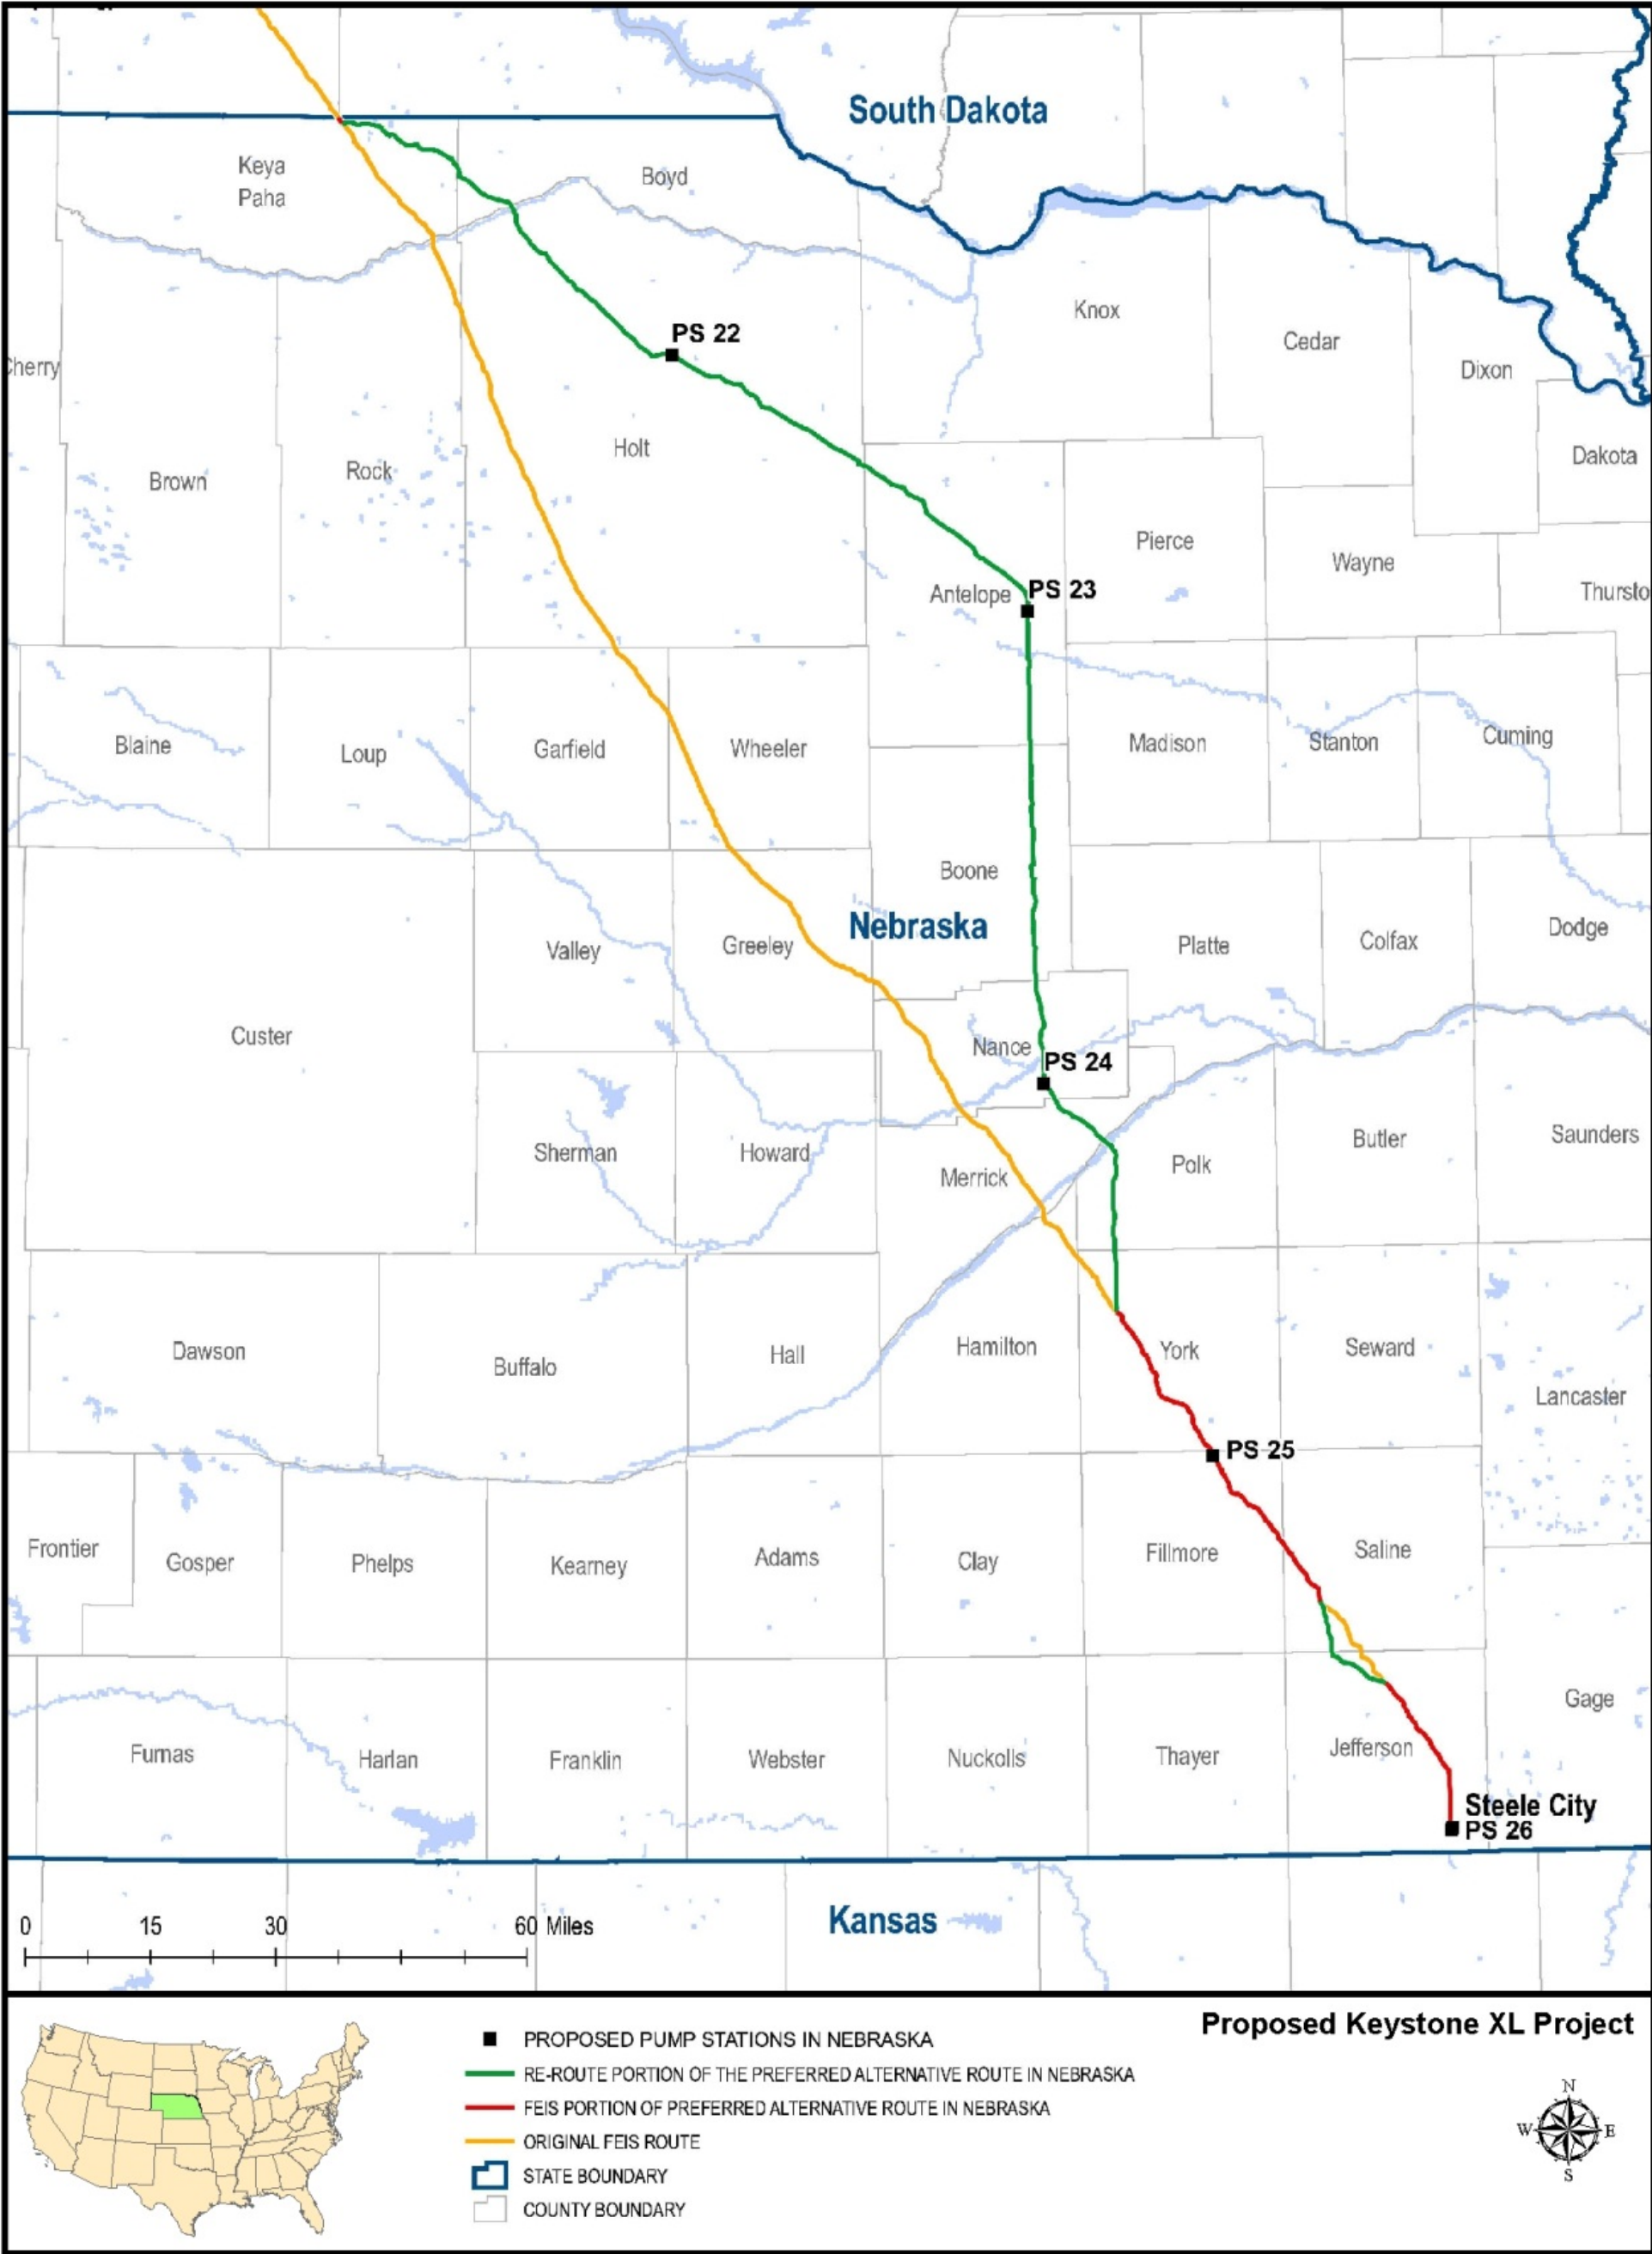 South Dakota
Keya
Paha
Boyd
Knox
PS 22
Cedar
Cherry
Dixon
Holt
Dakota
Rock
Brown
Pierce
Wayne
Antelope
PS 23
Thursto
Blaine
Loup
Garfield
Wheeler
Madison
Stanton
Cuming
Boone
Nebraska
Dodge
Valley
Greeley
Platte
Colfax
Custer
Nance
PS 24
Sherman
Howard
Merrick
Polk
Butler
Saunders
Dawson
Buffalo
Hall
Hamilton
York
Seward
Lancaster
PS 25
Frontier
Gosper
Phelps
Kearney
Adams
Clay
Fillmore
Saline
Gage
Furnas
Harlan
Franklin
Webster
Nuckolls
Thayer
Jefferson
Steele City
PS 26
Kansas
0 15 30 60 Miles
Proposed Keystone XL Project
PROPOSED PUMP STATIONS IN NEBRASKA
RE-ROUTE PORTION OF THE PREFERRED ALTERNATIVE ROUTE IN NEBRASKA
FEIS PORTION OF PREFERRED ALTERNATIVE ROUTE IN NEBRASKA
ORIGINAL FEIS ROUTE
STATE BOUNDARY
COUNTY BOUNDARY
N
W E
S